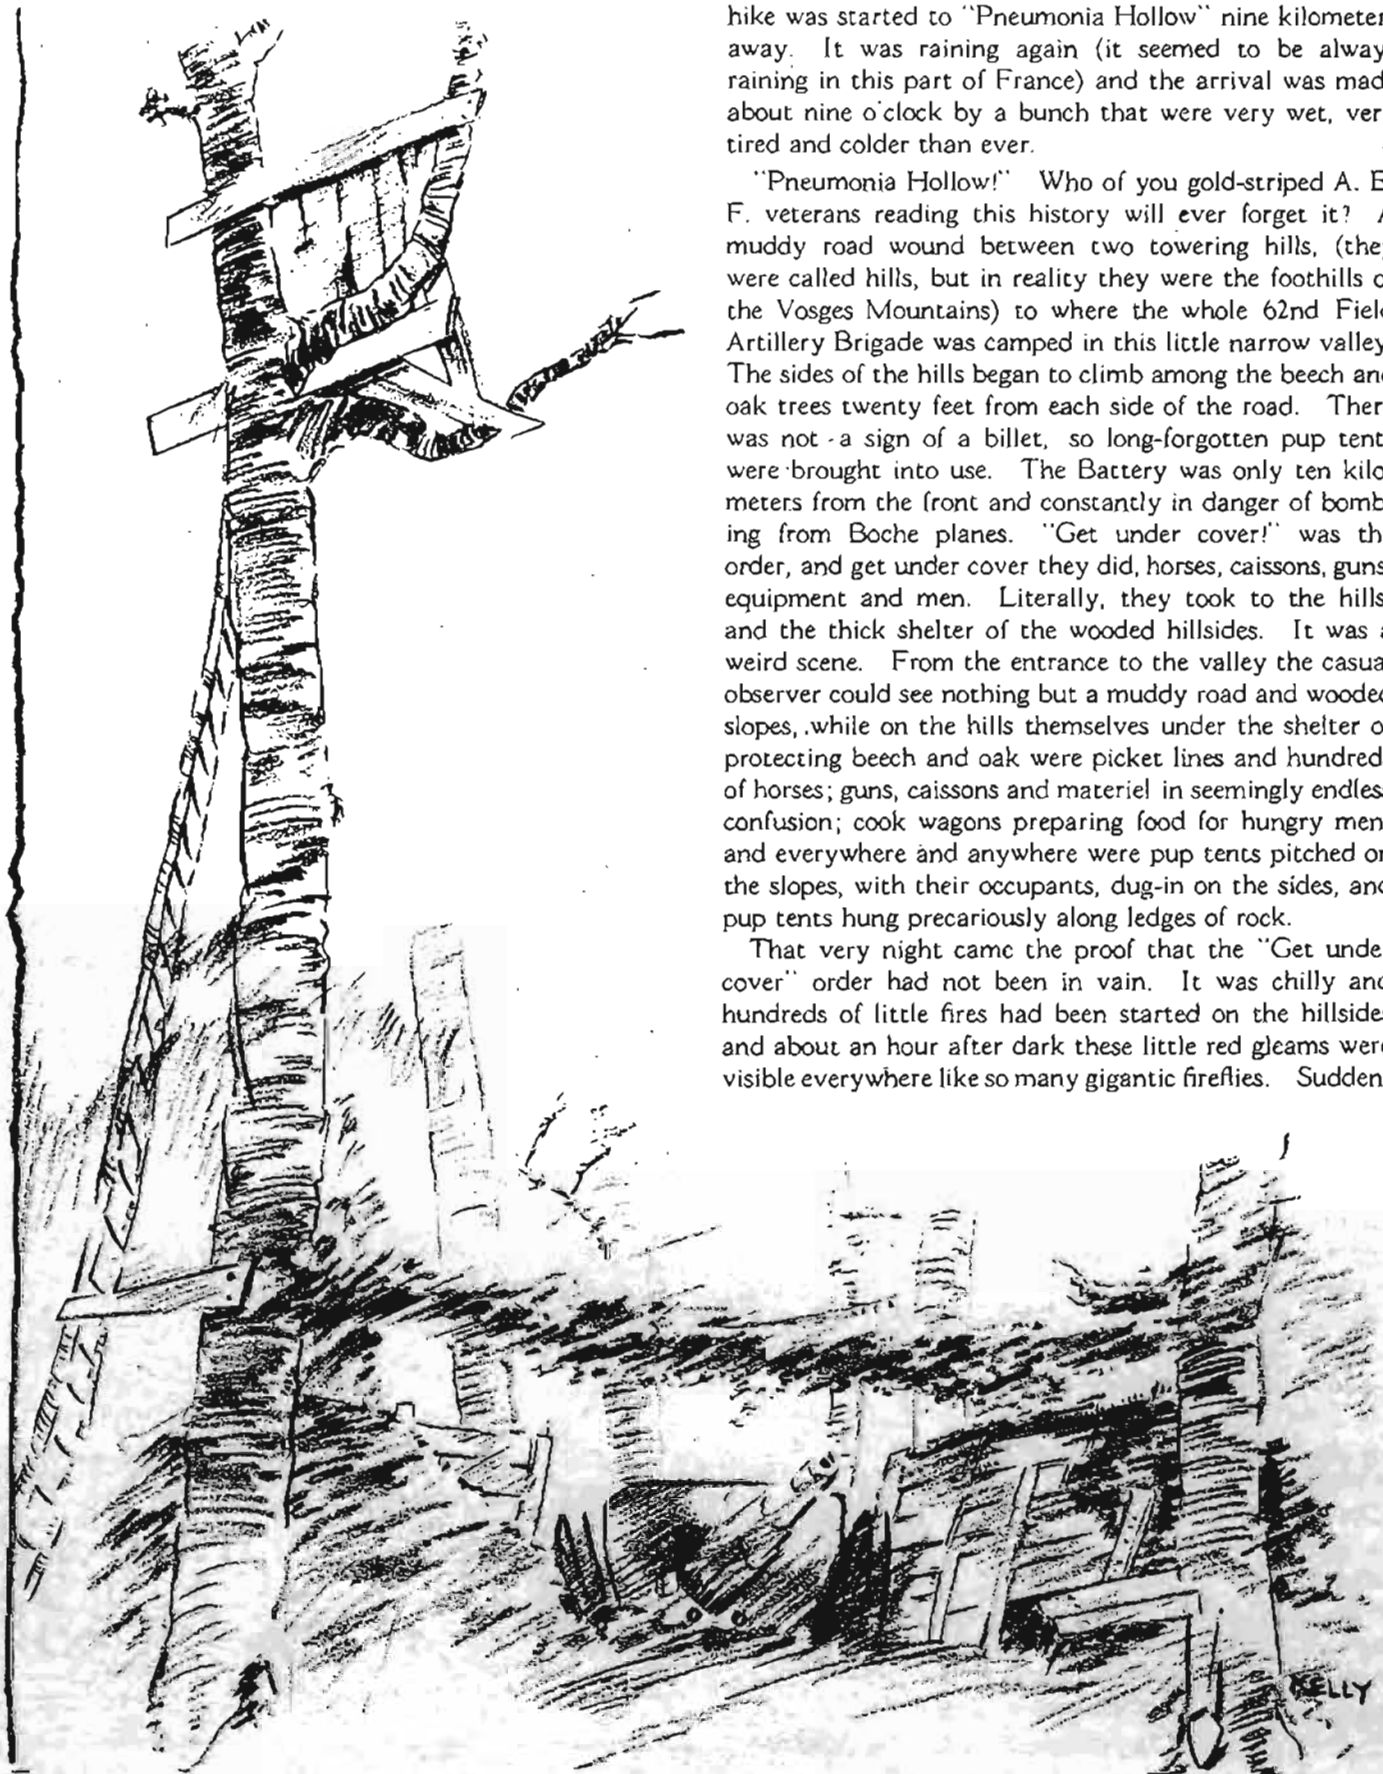 hike was started to "Pneumonia Hollow" nine kilometer
away. It was raining again (it seemed to be alway
raining in this part of France) and the arrival was mad
about nine o'clock by a bunch that were very wet, ver
tired and colder than ever.
"Pneumonia Hollow!" Who of you gold-striped A. E
F. veterans reading this history will ever forget it? A
muddy road wound between two towering hills, (they
were called hills, but in reality they were the foothills o
the Vosges Mountains) to where the whole 62nd Field
Artillery Brigade was camped in this little narrow valley
The sides of the hills began to climb among the beech and
oak trees twenty feet from each side of the road. Ther
was not a sign of a billet, so long-forgotten pup tent
were brought into use. The Battery was only ten kilo
meters from the front and constantly in danger of bomb
ing from Boche planes. "Get under cover!" was th
order, and get under cover they did, horses, caissons, guns
equipment and men. Literally, they took to the hills
and the thick shelter of the wooded hillsides. It was a
weird scene. From the entrance to the valley the casua
observer could see nothing but a muddy road and wooded
slopes, .while on the hills themselves under the shelter o
protecting beech and oak were picket lines and hundred
of horses; guns, caissons and materiel in seemingly endles
confusion; cook wagons preparing food for hungry men
and everywhere and anywhere were pup tents pitched on
the slopes, with their occupants, dug-in on the sides, and
pup tents hung precariously along ledges of rock.
That very night came the proof that the "Get unde
cover" order had not been in vain. It was chilly and
hundreds of little fires had been started on the hillside
and about an hour after dark these little red gleams were
visible everywhere like so many gigantic fireflies. Sudden
KELLY